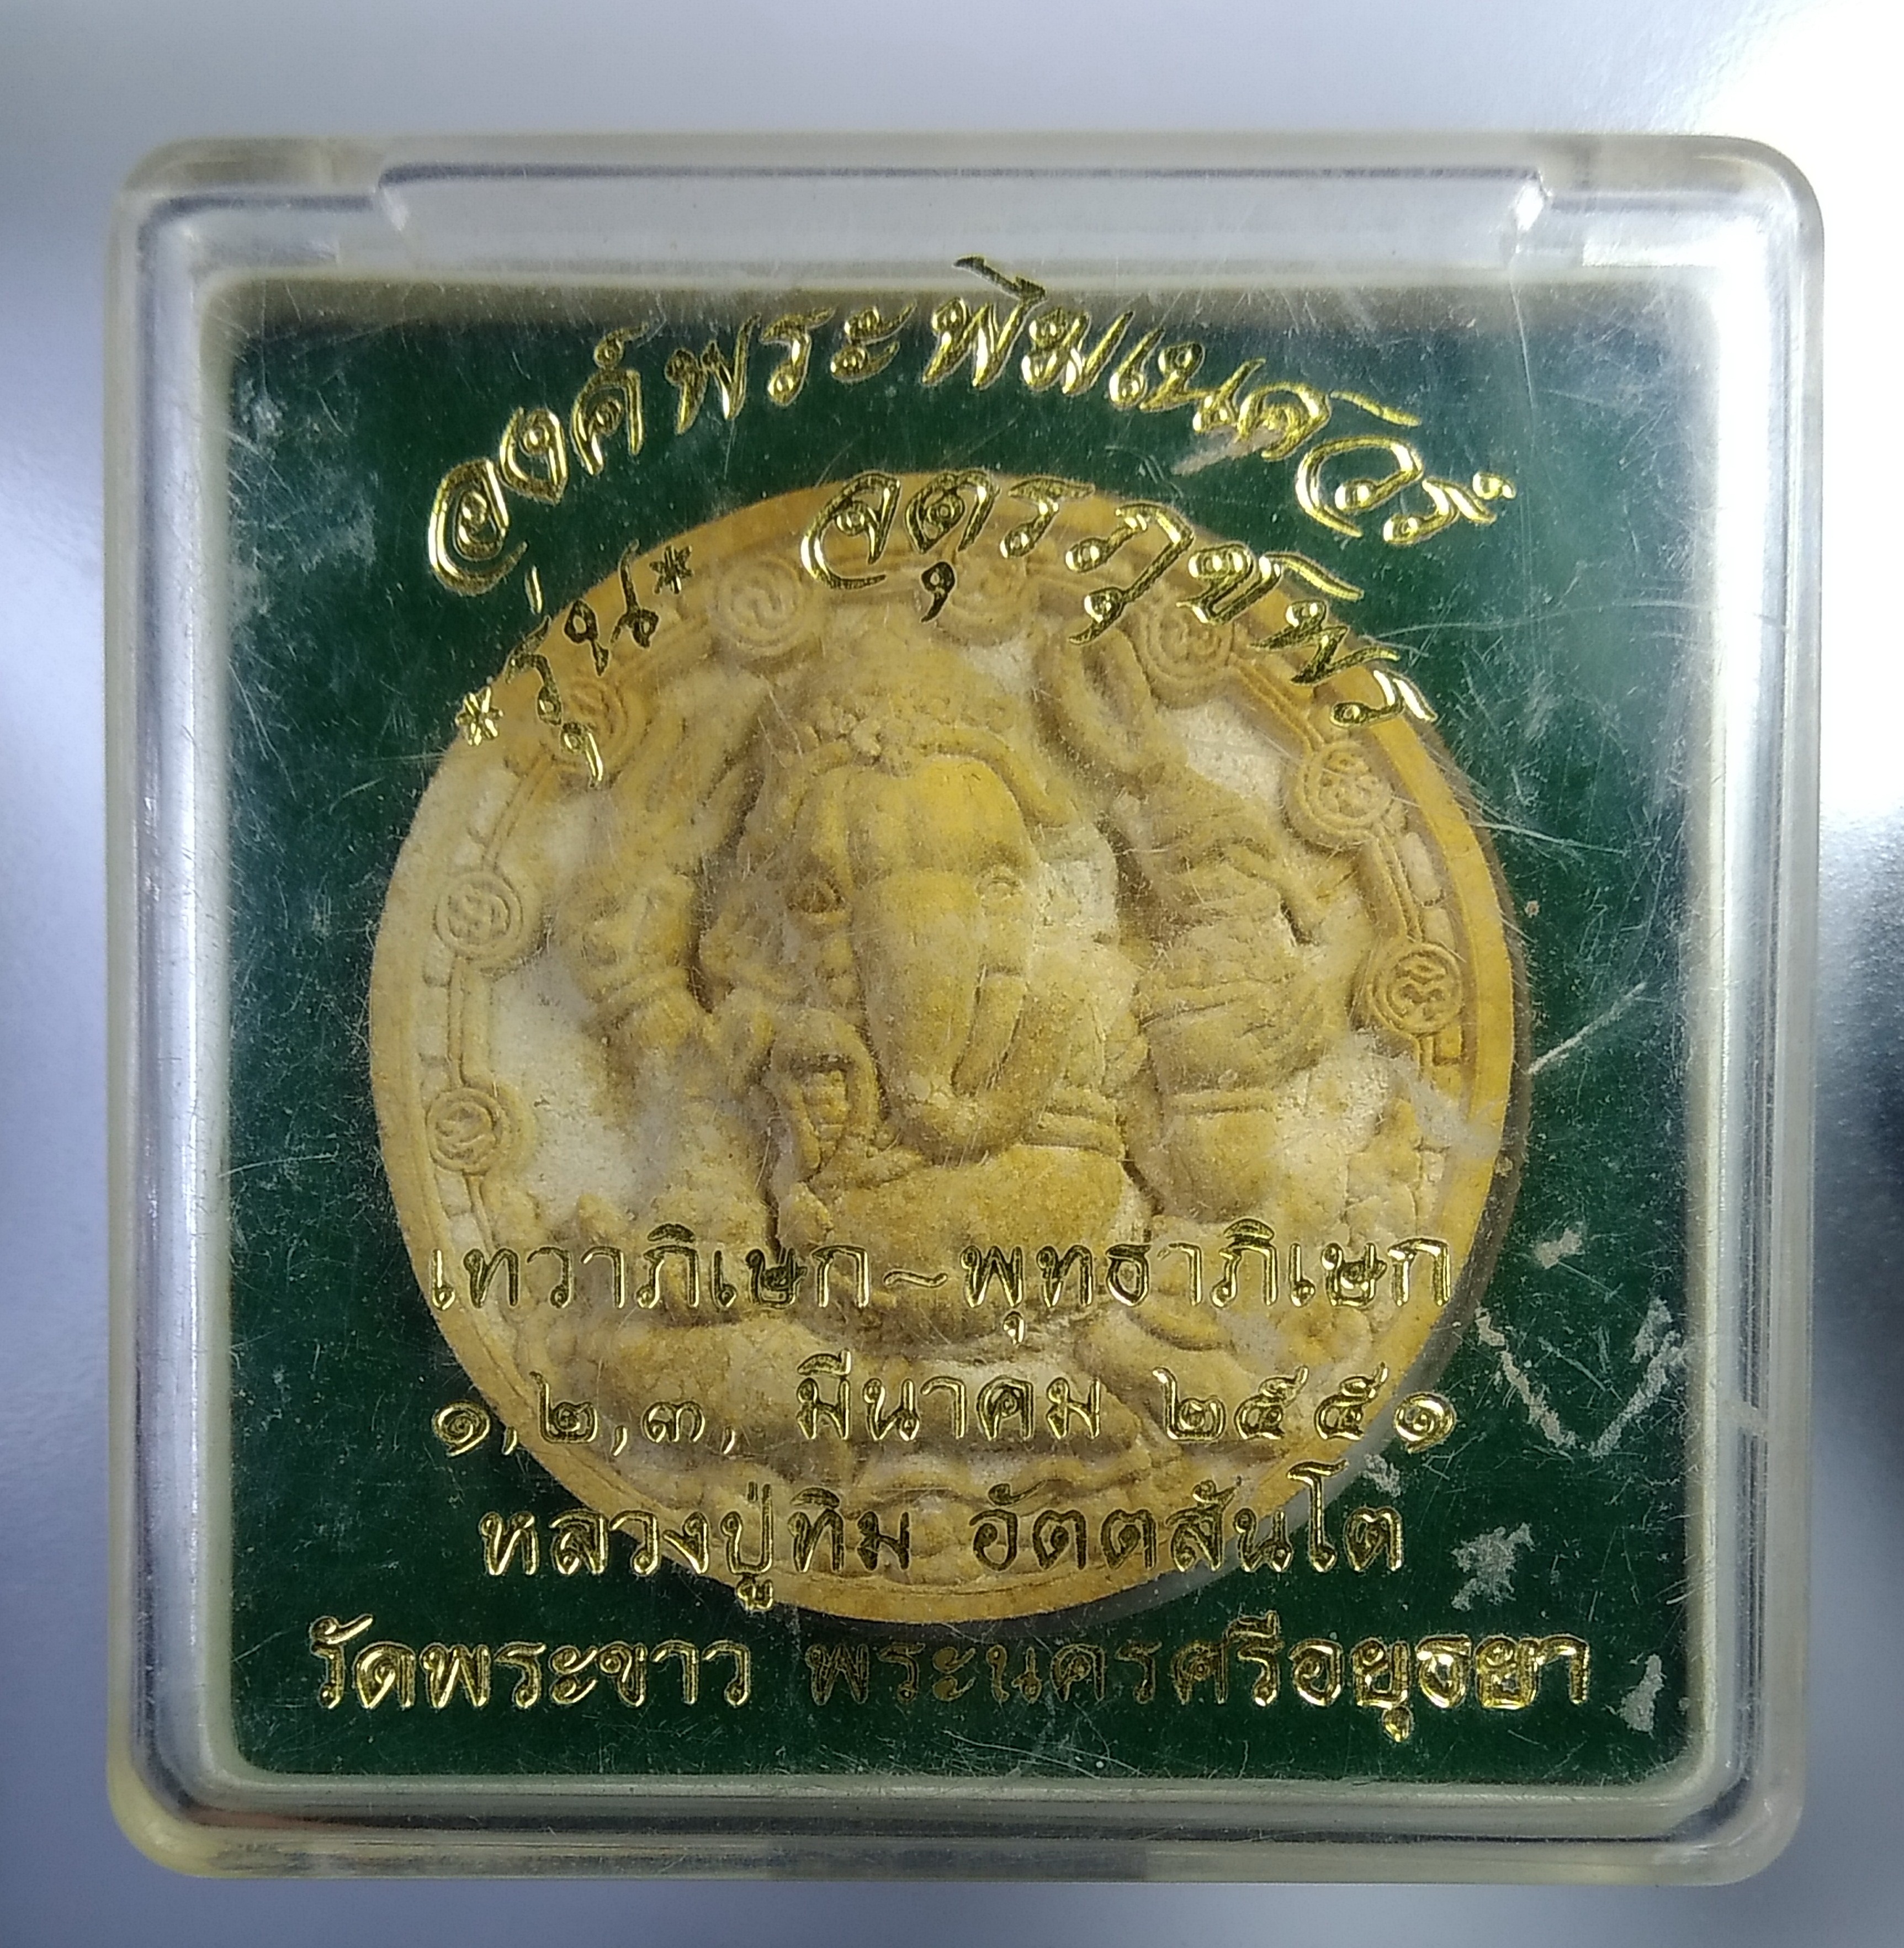 องค์พระพิฆเนศวร์
*รุ่น* จตุรภุชพร
เทวาภิเษก~พุทธาภิเษก
๑,๒,๓, มีนาคม ๒๕๕๑
หลวงปู่ทิม อัตตสันโต
วัดพระขาว พระนครศรีอยุธยา